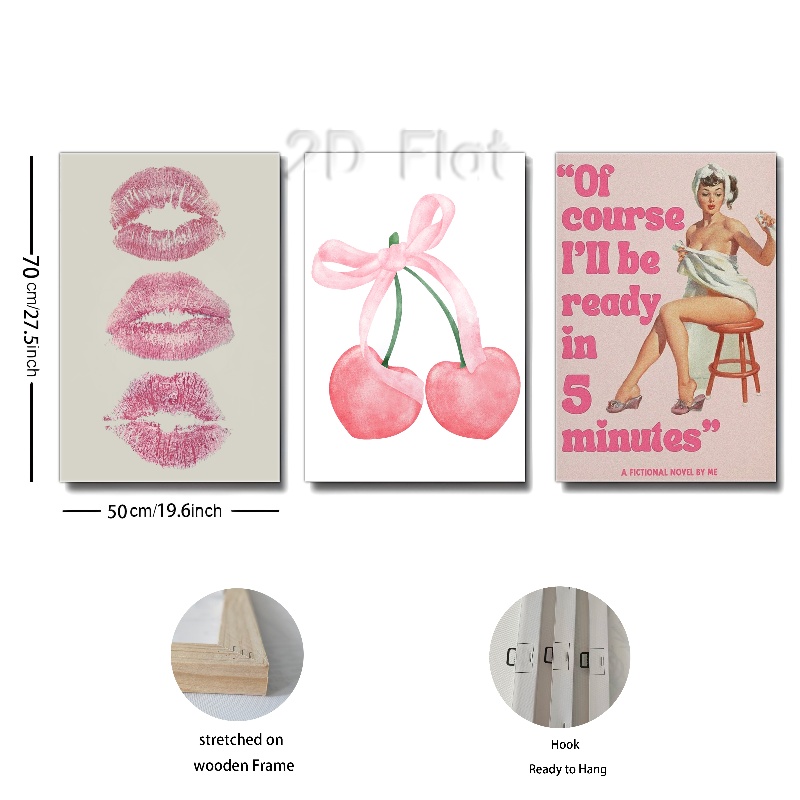 2D Flat
"Of
course
I'll be
ready
in
5
minutes"
A FICTIONAL NOVEL BY ME
70 cm/27.5inch
50cm/19.6inch
stretched on
wooden Frame
Hook
Ready to Hang